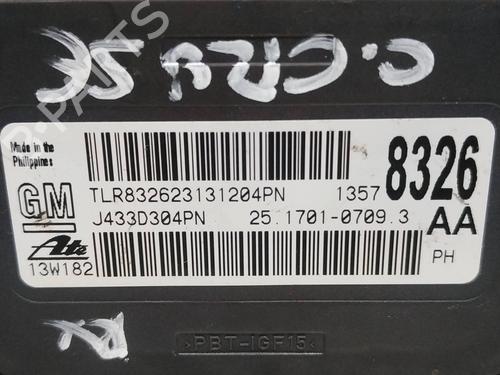 Made in the
Philippines
GM
Ate
13W182
TLR832623131204PN
1357
8326
J433D304PN
25.1701-0709.3
AA
PH
>PBT-IGF15<